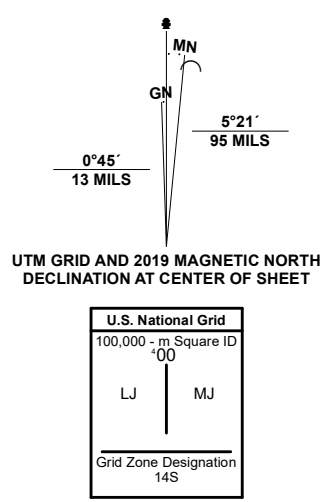 MN
GN
5°21´
95 MILS
0°45´
13 MILS
UTM GRID AND 2019 MAGNETIC NORTH
DECLINATION AT CENTER OF SHEET
U.S. National Grid
100,000 - m Square ID
⁴00
LJ MJ
Grid Zone Designation
14S